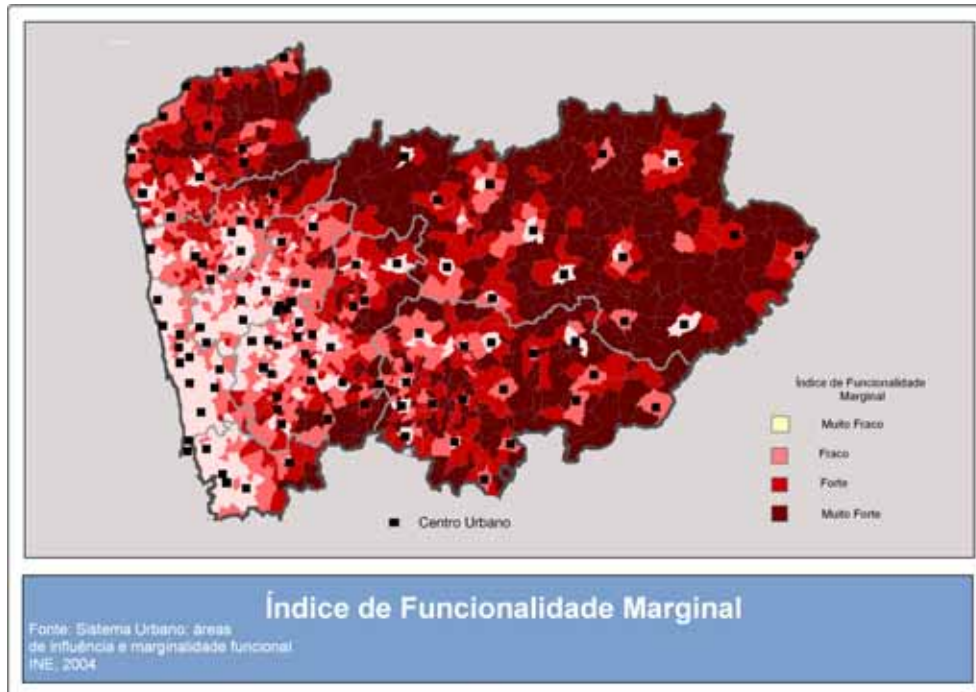 Índice de Funcionalidade
Marginal
Muito Fraco
Fraco
Forte
Muito Forte
Centro Urbano
Índice de Funcionalidade Marginal
Fonte: Sistema Urbano: áreas
de influência e marginalidade funcional
INE, 2004